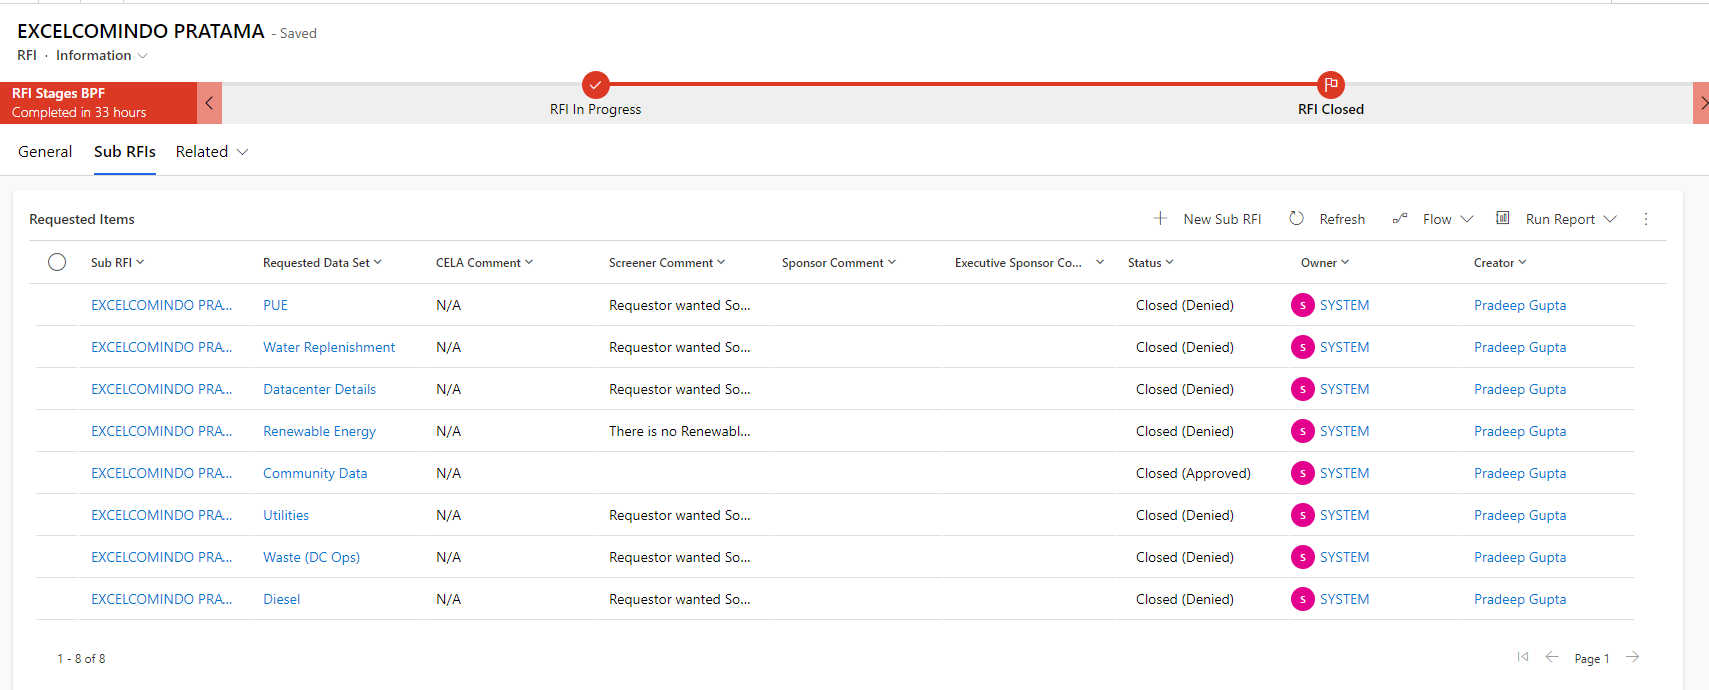 EXCELCOMINDO PRATAMA - Saved
RFI · Information
RFI Stages BPF
Completed in 33 hours
RFI In Progress
RFI Closed
General Sub RFIs Related
Requested Items New Sub RFI Refresh Flow Run Report
Sub RFI Requested Data Set CELA Comment Screener Comment Sponsor Comment Executive Sponsor Co... Status Owner Creator
EXCELCOMINDO PRA... PUE N/A Requestor wanted So... Closed (Denied) S SYSTEM Pradeep Gupta
EXCELCOMINDO PRA... Water Replenishment N/A Requestor wanted So... Closed (Denied) S SYSTEM Pradeep Gupta
EXCELCOMINDO PRA... Datacenter Details N/A Requestor wanted So... Closed (Denied) S SYSTEM Pradeep Gupta
EXCELCOMINDO PRA... Renewable Energy N/A There is no Renewabl... Closed (Denied) S SYSTEM Pradeep Gupta
EXCELCOMINDO PRA... Community Data N/A Closed (Approved) S SYSTEM Pradeep Gupta
EXCELCOMINDO PRA... Utilities N/A Requestor wanted So... Closed (Denied) S SYSTEM Pradeep Gupta
EXCELCOMINDO PRA... Waste (DC Ops) N/A Requestor wanted So... Closed (Denied) S SYSTEM Pradeep Gupta
EXCELCOMINDO PRA... Diesel N/A Requestor wanted So... Closed (Denied) S SYSTEM Pradeep Gupta
1 - 8 of 8 Page 1